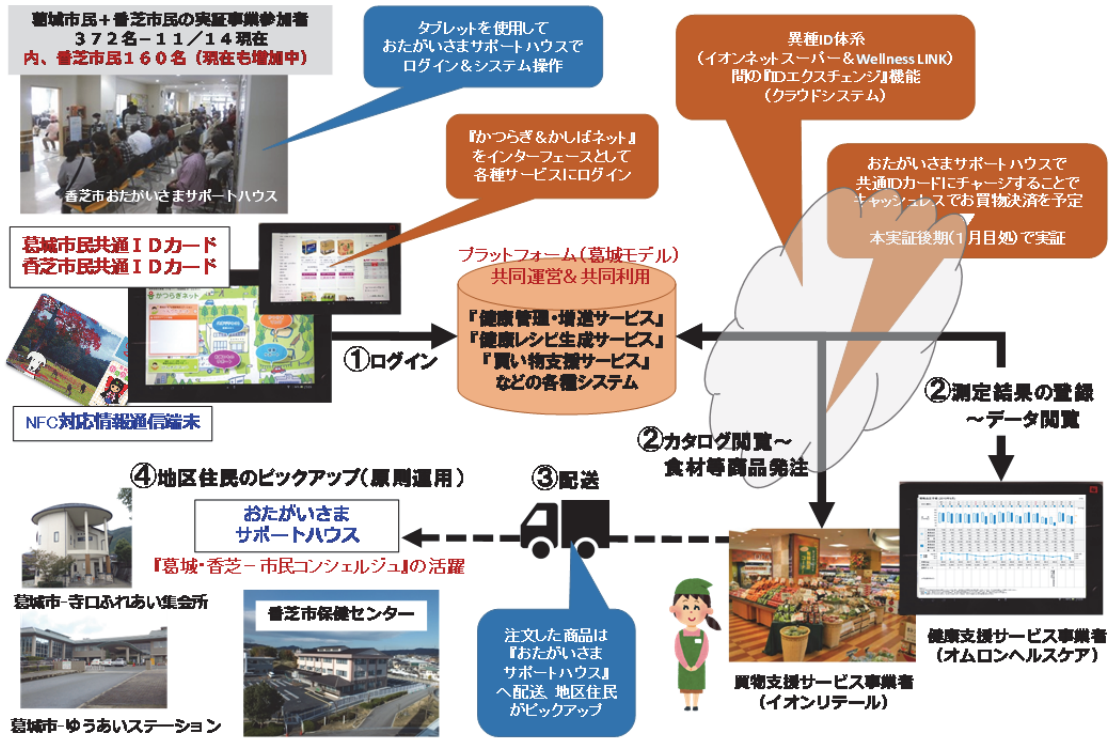 葛城市民＋香芝市民の実証事業参加者
３７２名－１１／１４現在
内、香芝市民１６０名（現在も増加中）
香芝市おたがいさまサポートハウス
タブレットを使用して
おたがいさまサポートハウスで
ログイン＆システム操作
『かつらぎ＆かしばネット』
をインターフェースとして
各種サービスにログイン
異種ID体系
（イオンネットスーパー＆Wellness LINK）
間の『IDエクスチェンジ』機能
（クラウドシステム）
おたがいさまサポートハウスで
共通IDカードにチャージすることで
キャッシュレスでお買物決済を予定
本実証後期（１月目処）で実証
葛城市民共通ＩＤカード
香芝市民共通ＩＤカード
かつらぎネット
NFC対応情報通信端末
①ログイン
プラットフォーム（葛城モデル）
共同運営＆共同利用
『健康管理・増進サービス』
『健康レシピ生成サービス』
『買い物支援サービス』
などの各種システム
②カタログ閲覧～
食材等商品発注
②測定結果の登録
～データ閲覧
③配送
④地区住民のピックアップ（原則運用）
おたがいさま
サポートハウス
『葛城・香芝－市民コンシェルジュ』の活躍
葛城市-寺口ふれあい集会所
葛城市-ゆうあいステーション
香芝市保健センター
注文した商品は
『おたがいさま
サポートハウス』
へ配送、地区住民
がピックアップ
買物支援サービス事業者
（イオンリテール）
健康支援サービス事業者
（オムロンヘルスケア）